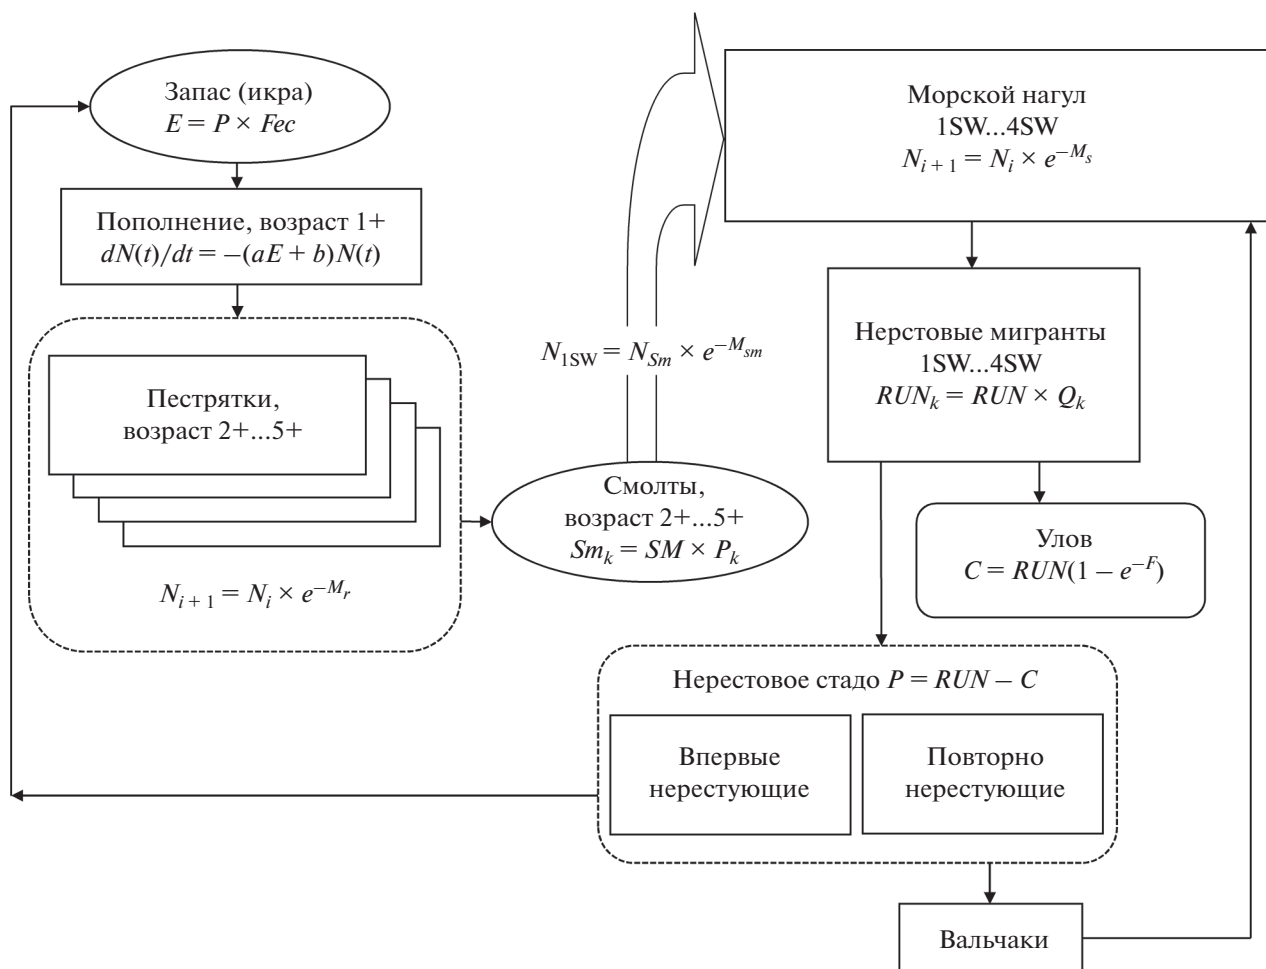 Запас (икра)
E = P × Fec
Пополнение, возраст 1+
dN(t)/dt = −(aE + b)N(t)
Пестрятки,
возраст 2+...5+
N_{i + 1} = N_i × e^{−M_r}
Смолты,
возраст 2+...5+
Sm_k = SM × P_k
N_{1SW} = N_{Sm} × e^{−M_{sm}}
Морской нагул
1SW...4SW
N_{i + 1} = N_i × e^{−M_s}
Нерстовые мигранты
1SW...4SW
RUN_k = RUN × Q_k
Улов
C = RUN(1 − e^{−F})
Нерестовое стадо P = RUN − C
Впервые
нерестующие
Повторно
нерестующие
Вальчаки